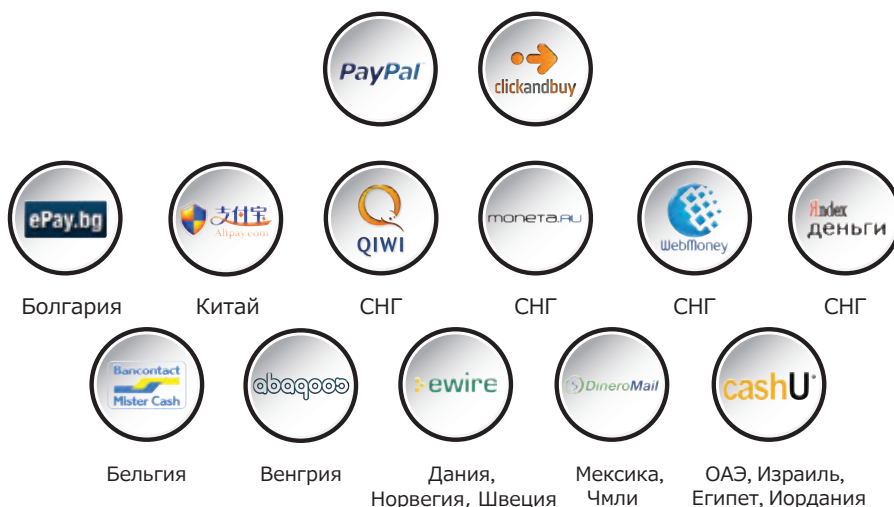 PayPal
clickandbuy
ePay.bg
支付宝
Alipay.com
QIWI
moneta.ru
WebMoney
Яndex
деньги
Болгария
Китай
СНГ
СНГ
СНГ
СНГ
Bancontact
Mister Cash
abaqoos
ewire
DineroMail
cashU
Бельгия
Венгрия
Дания,
Норвегия, Швеция
Мексика,
Чмли
ОАЭ, Израиль,
Египет, Иордания